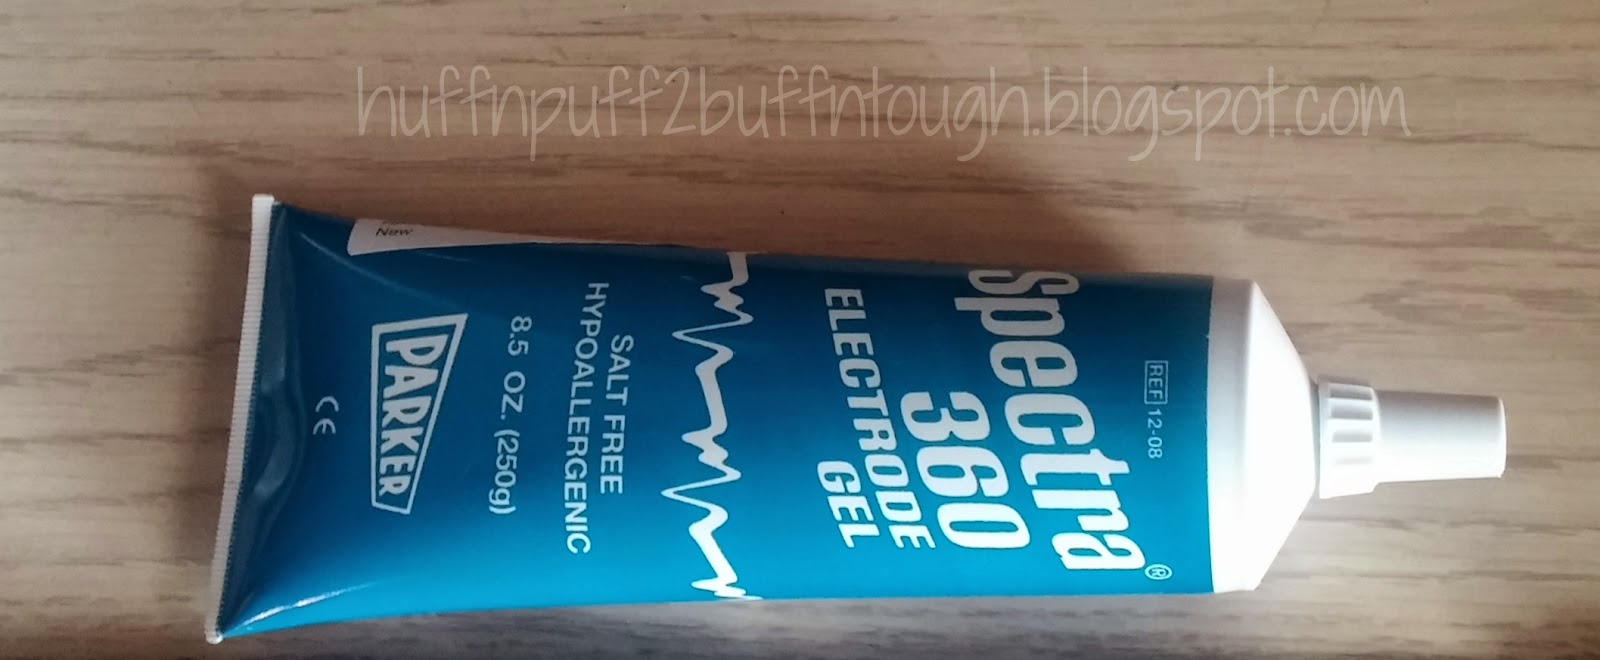 huffnpuff2buffntough.blogspot.com
REF 12-08
Spectra®
360
ELECTRODE
GEL
SALT FREE
HYPOALLERGENIC
8.5 OZ. (250g)
PARKER
CE
New